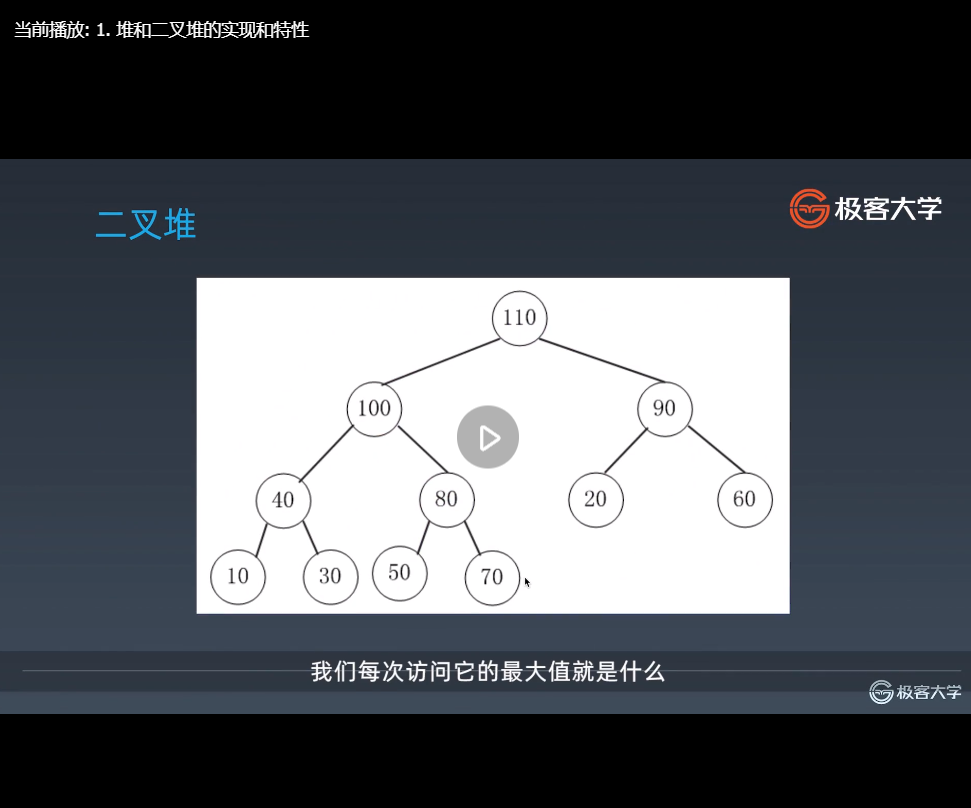 当前播放: 1. 堆和二叉堆的实现和特性
二叉堆
极客大学
110
100 90
40 80 20 60
10 30 50 70
我们每次访问它的最大值就是什么
极客大学